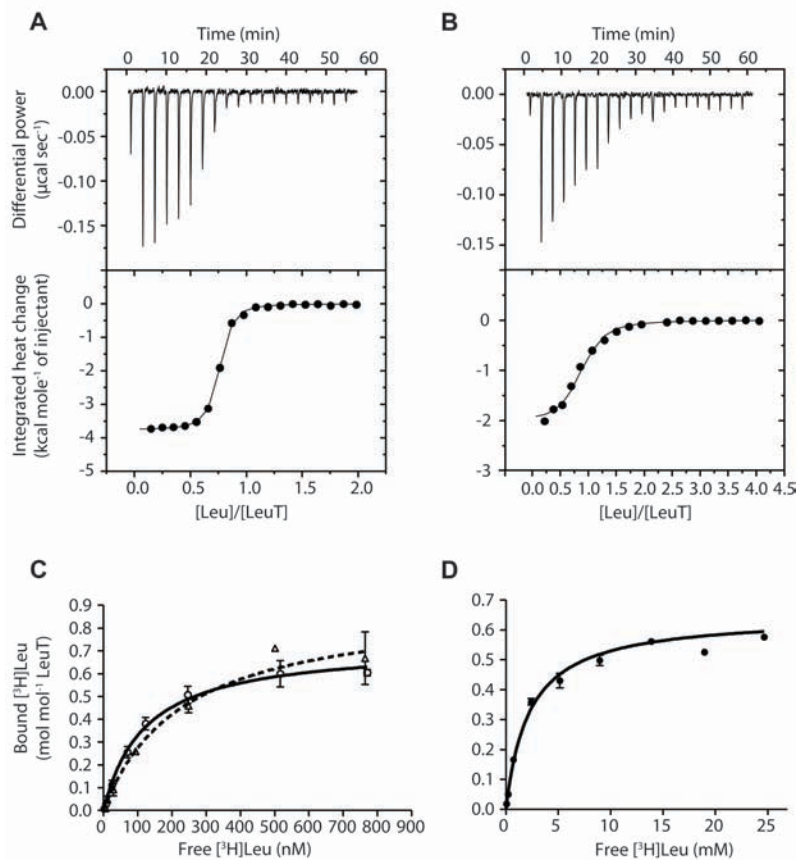 A
B
Time (min)
Time (min)
0 10 20 30 40 50 60
0 10 20 30 40 50 60
Differential power
(μcal sec⁻¹)
0.00
-0.05
-0.10
-0.15
0.00
-0.05
-0.10
-0.15
Integrated heat change
(kcal mole⁻¹ of injectant)
0
-1
-2
-3
-4
-5
0
-1
-2
-3
0.0 0.5 1.0 1.5 2.0
0.0 0.5 1.0 1.5 2.0 2.5 3.0 3.5 4.0 4.5
[Leu]/[LeuT]
[Leu]/[LeuT]
C
D
Bound [³H]Leu
(mol mol⁻¹ LeuT)
0.9
0.8
0.7
0.6
0.5
0.4
0.3
0.2
0.1
0.0
0.7
0.6
0.5
0.4
0.3
0.2
0.1
0.0
0 100 200 300 400 500 600 700 800 900
0 5 10 15 20 25
Free [³H]Leu (nM)
Free [³H]Leu (mM)